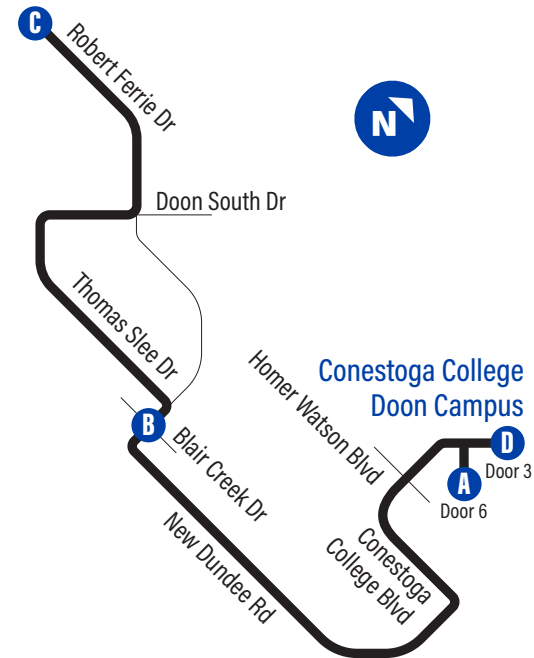 C
Robert Ferrie Dr
N
Doon South Dr
Thomas Slee Dr
Homer Watson Blvd
Conestoga College
Doon Campus
B
Blair Creek Dr
D
Door 3
A
Door 6
New Dundee Rd
Conestoga
College Blvd